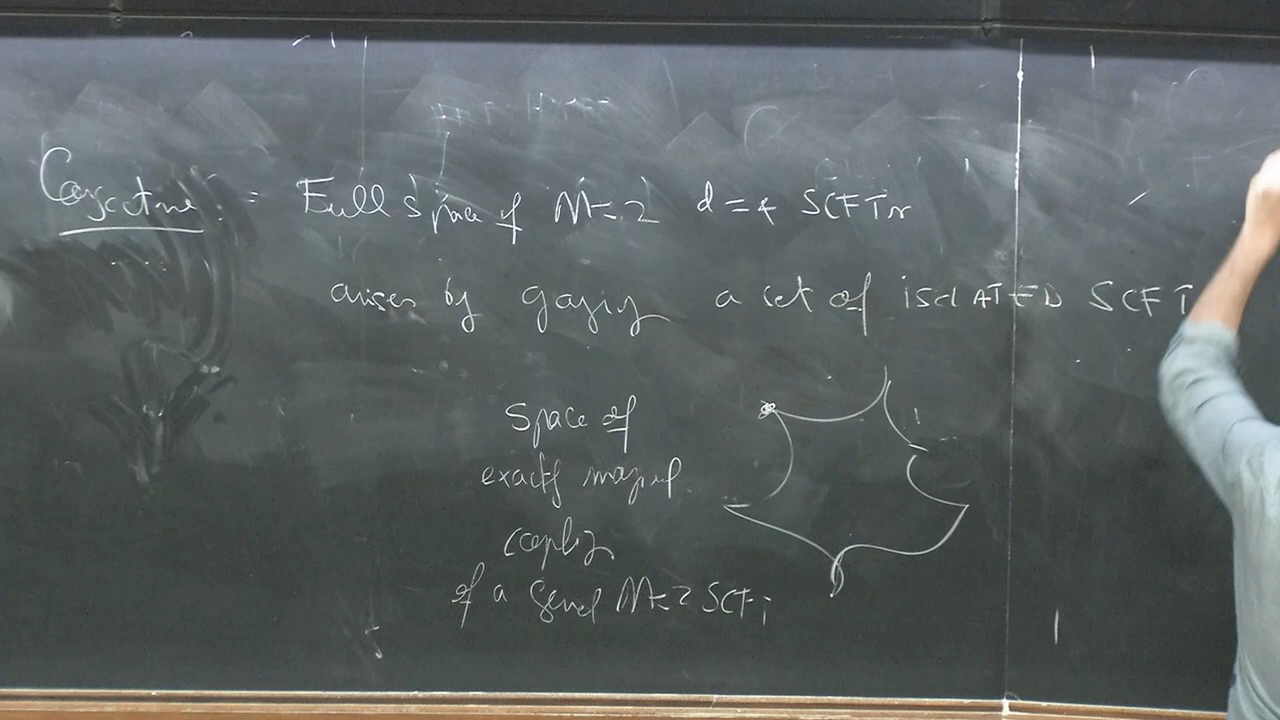 Conjecture : = Full space of N=2 d=4 SCFTs
arises by gauging a set of isolATED SCFT
Space of
exactly marginal
couplings
of a general N=2 SCFT